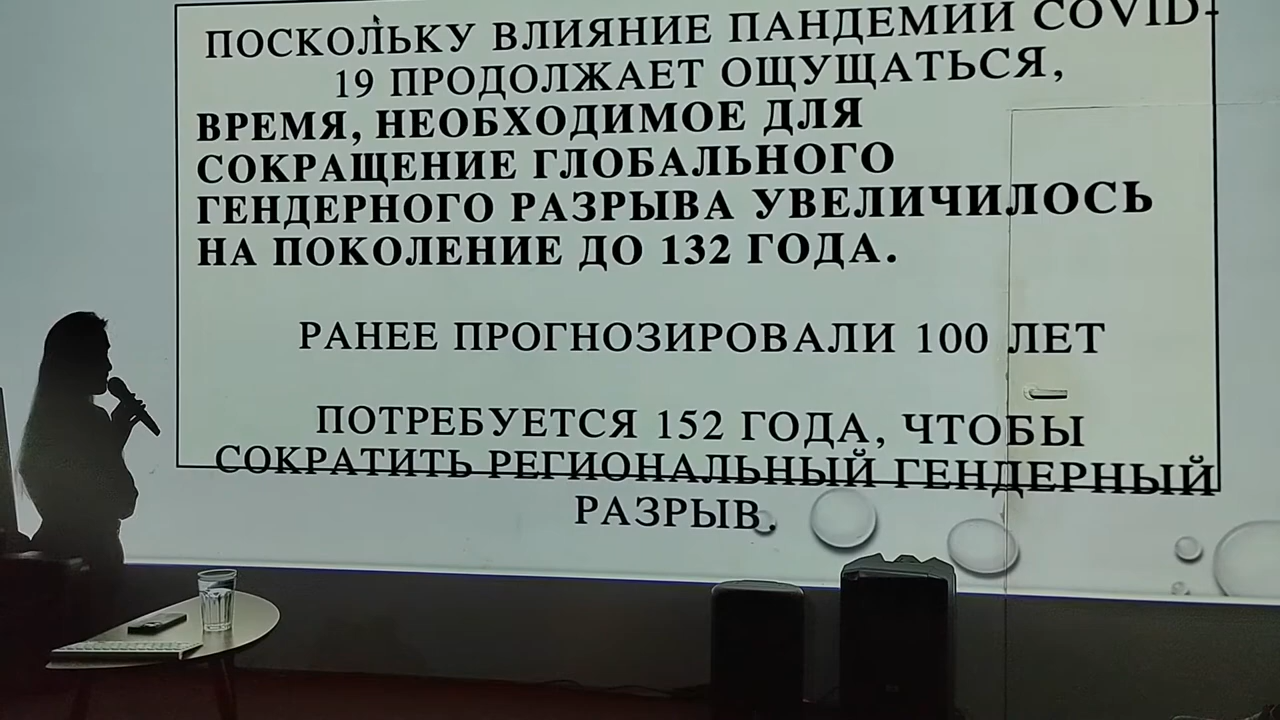 ПОСКОЛЬКУ ВЛИЯНИЕ ПАНДЕМИИ COVID-
19 ПРОДОЛЖАЕТ ОЩУЩАТЬСЯ,
ВРЕМЯ, НЕОБХОДИМОЕ ДЛЯ
СОКРАЩЕНИЕ ГЛОБАЛЬНОГО
ГЕНДЕРНОГО РАЗРЫВА УВЕЛИЧИЛОСЬ
НА ПОКОЛЕНИЕ ДО 132 ГОДА.
РАНЕЕ ПРОГНОЗИРОВАЛИ 100 ЛЕТ
ПОТРЕБУЕТСЯ 152 ГОДА, ЧТОБЫ
СОКРАТИТЬ РЕГИОНАЛЬНЫЙ ГЕНДЕРНЫЙ
РАЗРЫВ.